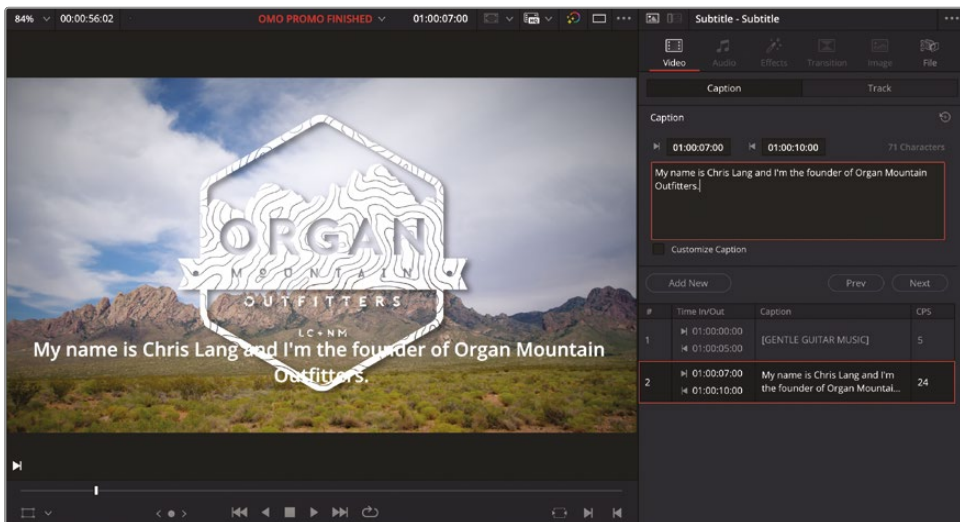 84% 00:00:56:02 OMO PROMO FINISHED 01:00:07:00 HQ ••• Subtitle - Subtitle •••
Video Audio Effects Transition Image File
Caption Track
Caption
01:00:07:00 01:00:10:00 71 Characters
My name is Chris Lang and I'm the founder of Organ Mountain
Outfitters.
Customize Caption
Add New Prev Next
# Time In/Out Caption CPS
1 01:00:00:00 [GENTLE GUITAR MUSIC] 5
01:00:05:00
2 01:00:07:00 My name is Chris Lang and I'm 24
01:00:10:00 the founder of Organ Mountai...
ORGAN
MOUNTAIN
OUTFITTERS
LC+NM
My name is Chris Lang and I'm the founder of Organ Mountain
Outfitters.